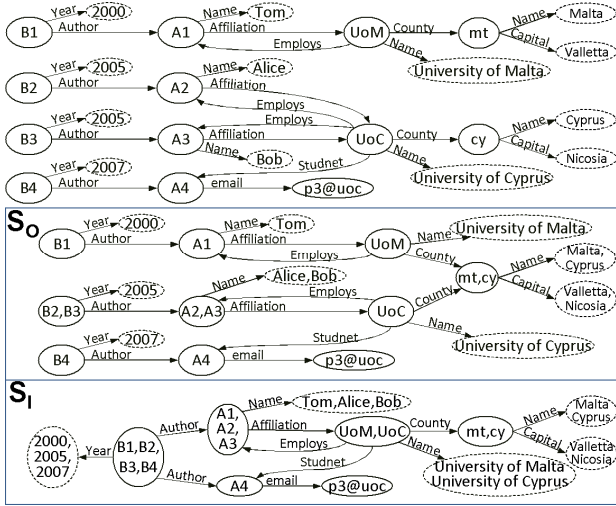 Year 2000 Name Tom Name Malta
B1 Author A1 Affiliation UoM County mt
Employs Name Capital Valletta
Year 2005 Name Alice University of Malta
B2 Author A2 Affiliation
Employs
Year 2005 Employs Name Cyprus
B3 Author A3 Affiliation UoC County cy
Name Bob Name Capital Nicosia
Year 2007 Studnet University of Cyprus
B4 Author A4 email p3@uoc
SO
Year 2000 Name Tom Name University of Malta
B1 Author A1 Affiliation UoM
Employs County Name Malta, Cyprus
Year 2005 Name Alice,Bob mt,cy
Employs County Capital Valletta, Nicosia
B2,B3 Author A2,A3 UoC
Year 2007 Studnet Name
B4 Author A4 email p3@uoc University of Cyprus
SI
Name Tom,Alice,Bob Name Malta Cyprus
Author A1, A2, A3 Affiliation UoM,UoC County mt,cy
2000, 2005, 2007 Year B1,B2, B3,B4 Employs Name Capital Valletta Nicosia
Studnet University of Malta
Author A4 email p3@uoc University of Cyprus